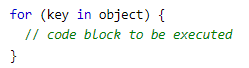 for (key in object) {
  // code block to be executed
}